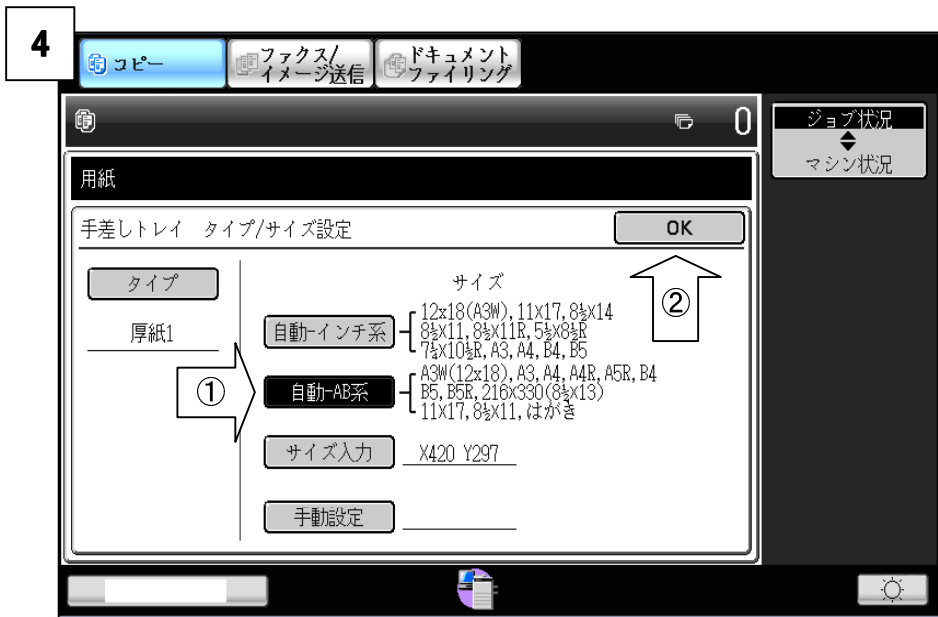 4
コピー
ファクス/
イメージ送信
ドキュメント
ファイリング
0
ジョブ状況
マシン状況
用紙
手差しトレイ タイプ/サイズ設定
OK
タイプ
厚紙1
サイズ
自動-インチ系
12x18(A3W),11X17,8½x14
8½x11,8½x11R,5½X8½R
7¼X10½R,A3,A4,B4,B5
①
②
自動-AB系
A3W(12x18),A3,A4,A4R,A5R,B4
B5,B5R,216X330(8½X13)
11X17,8½X11,はがき
サイズ入力
X420 Y297
手動設定